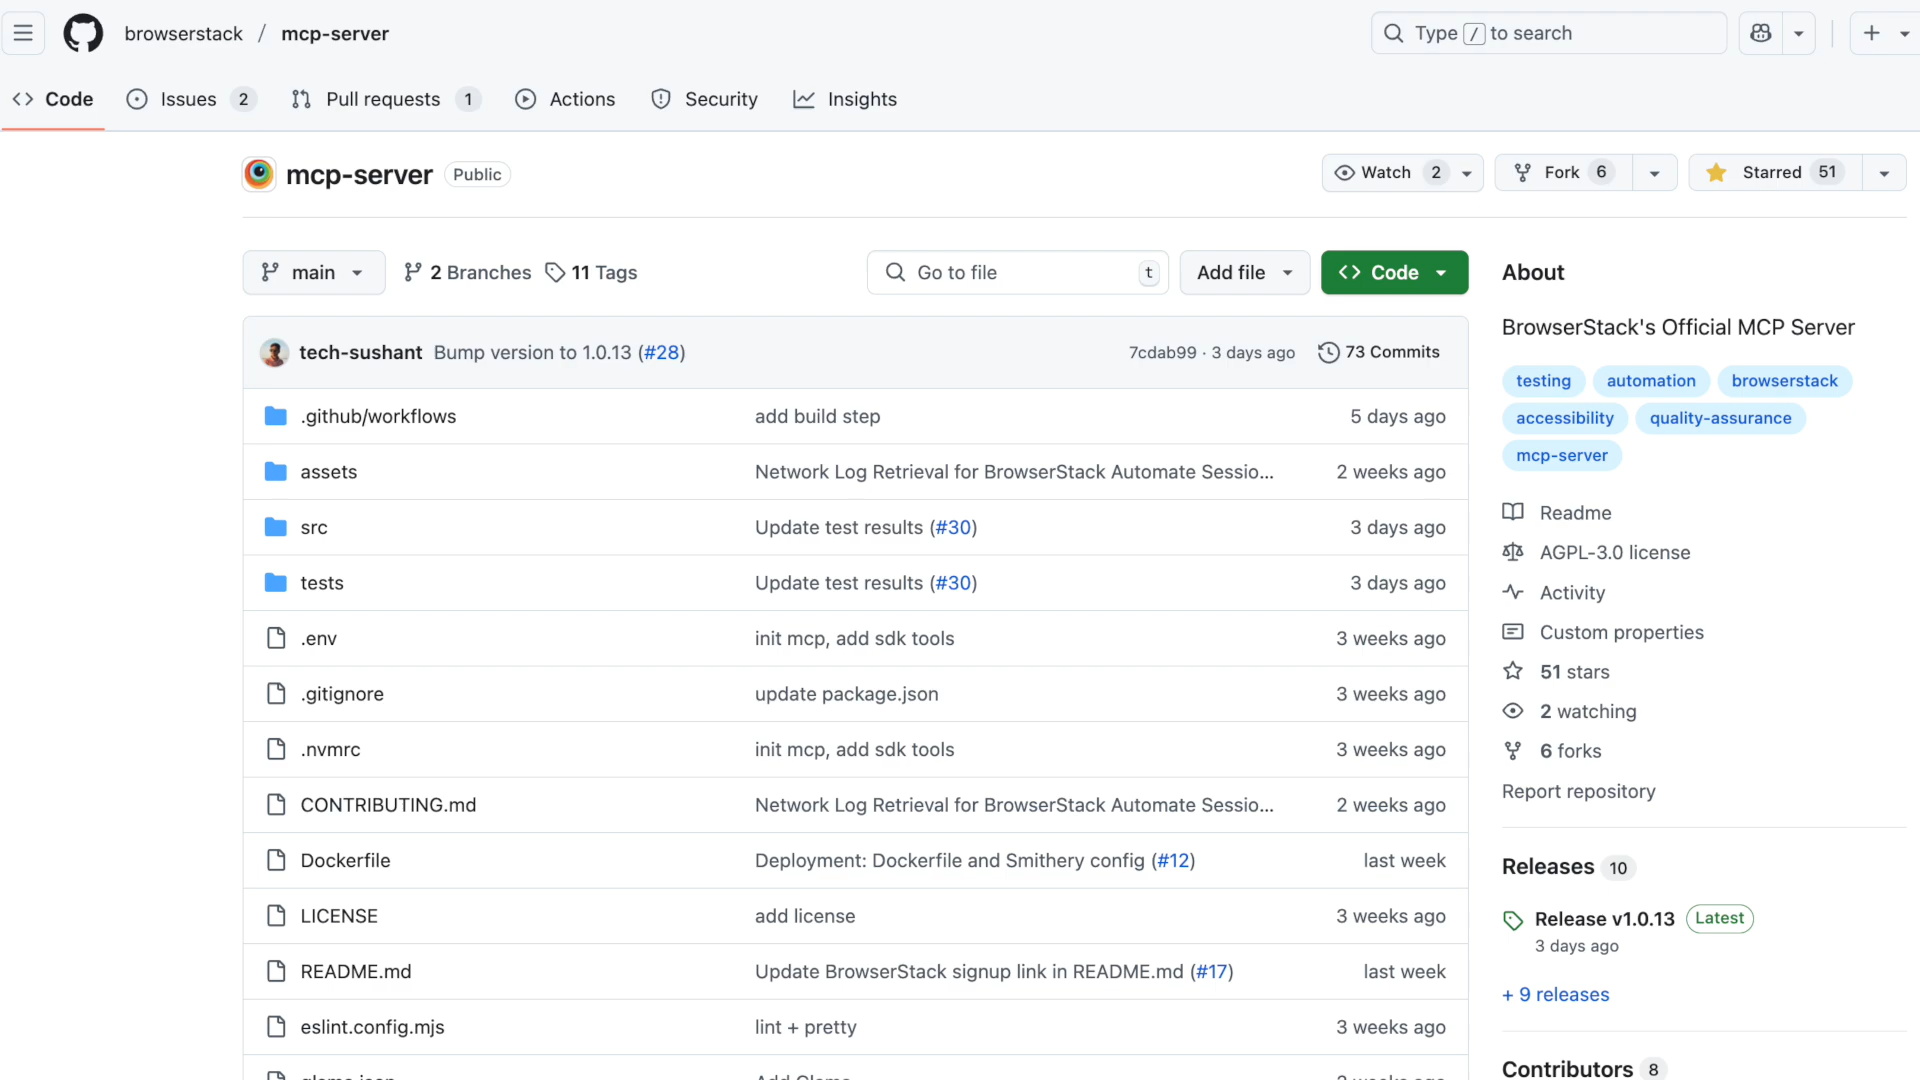 browserstack / mcp-server
Type / to search
Code
Issues 2
Pull requests 1
Actions
Security
Insights
mcp-server Public
Watch 2
Fork 6
Starred 51
main
2 Branches
11 Tags
Go to file t
Add file
Code
tech-sushant Bump version to 1.0.13 (#28) 7cdab99 · 3 days ago 73 Commits
.github/workflows add build step 5 days ago
assets Network Log Retrieval for BrowserStack Automate Sessio... 2 weeks ago
src Update test results (#30) 3 days ago
tests Update test results (#30) 3 days ago
.env init mcp, add sdk tools 3 weeks ago
.gitignore update package.json 3 weeks ago
.nvmrc init mcp, add sdk tools 3 weeks ago
CONTRIBUTING.md Network Log Retrieval for BrowserStack Automate Sessio... 2 weeks ago
Dockerfile Deployment: Dockerfile and Smithery config (#12) last week
LICENSE add license 3 weeks ago
README.md Update BrowserStack signup link in README.md (#17) last week
eslint.config.mjs lint + pretty 3 weeks ago
About
BrowserStack's Official MCP Server
testing automation browserstack
accessibility quality-assurance
mcp-server
Readme
AGPL-3.0 license
Activity
Custom properties
51 stars
2 watching
6 forks
Report repository
Releases 10
Release v1.0.13 Latest
3 days ago
+ 9 releases
Contributors 8